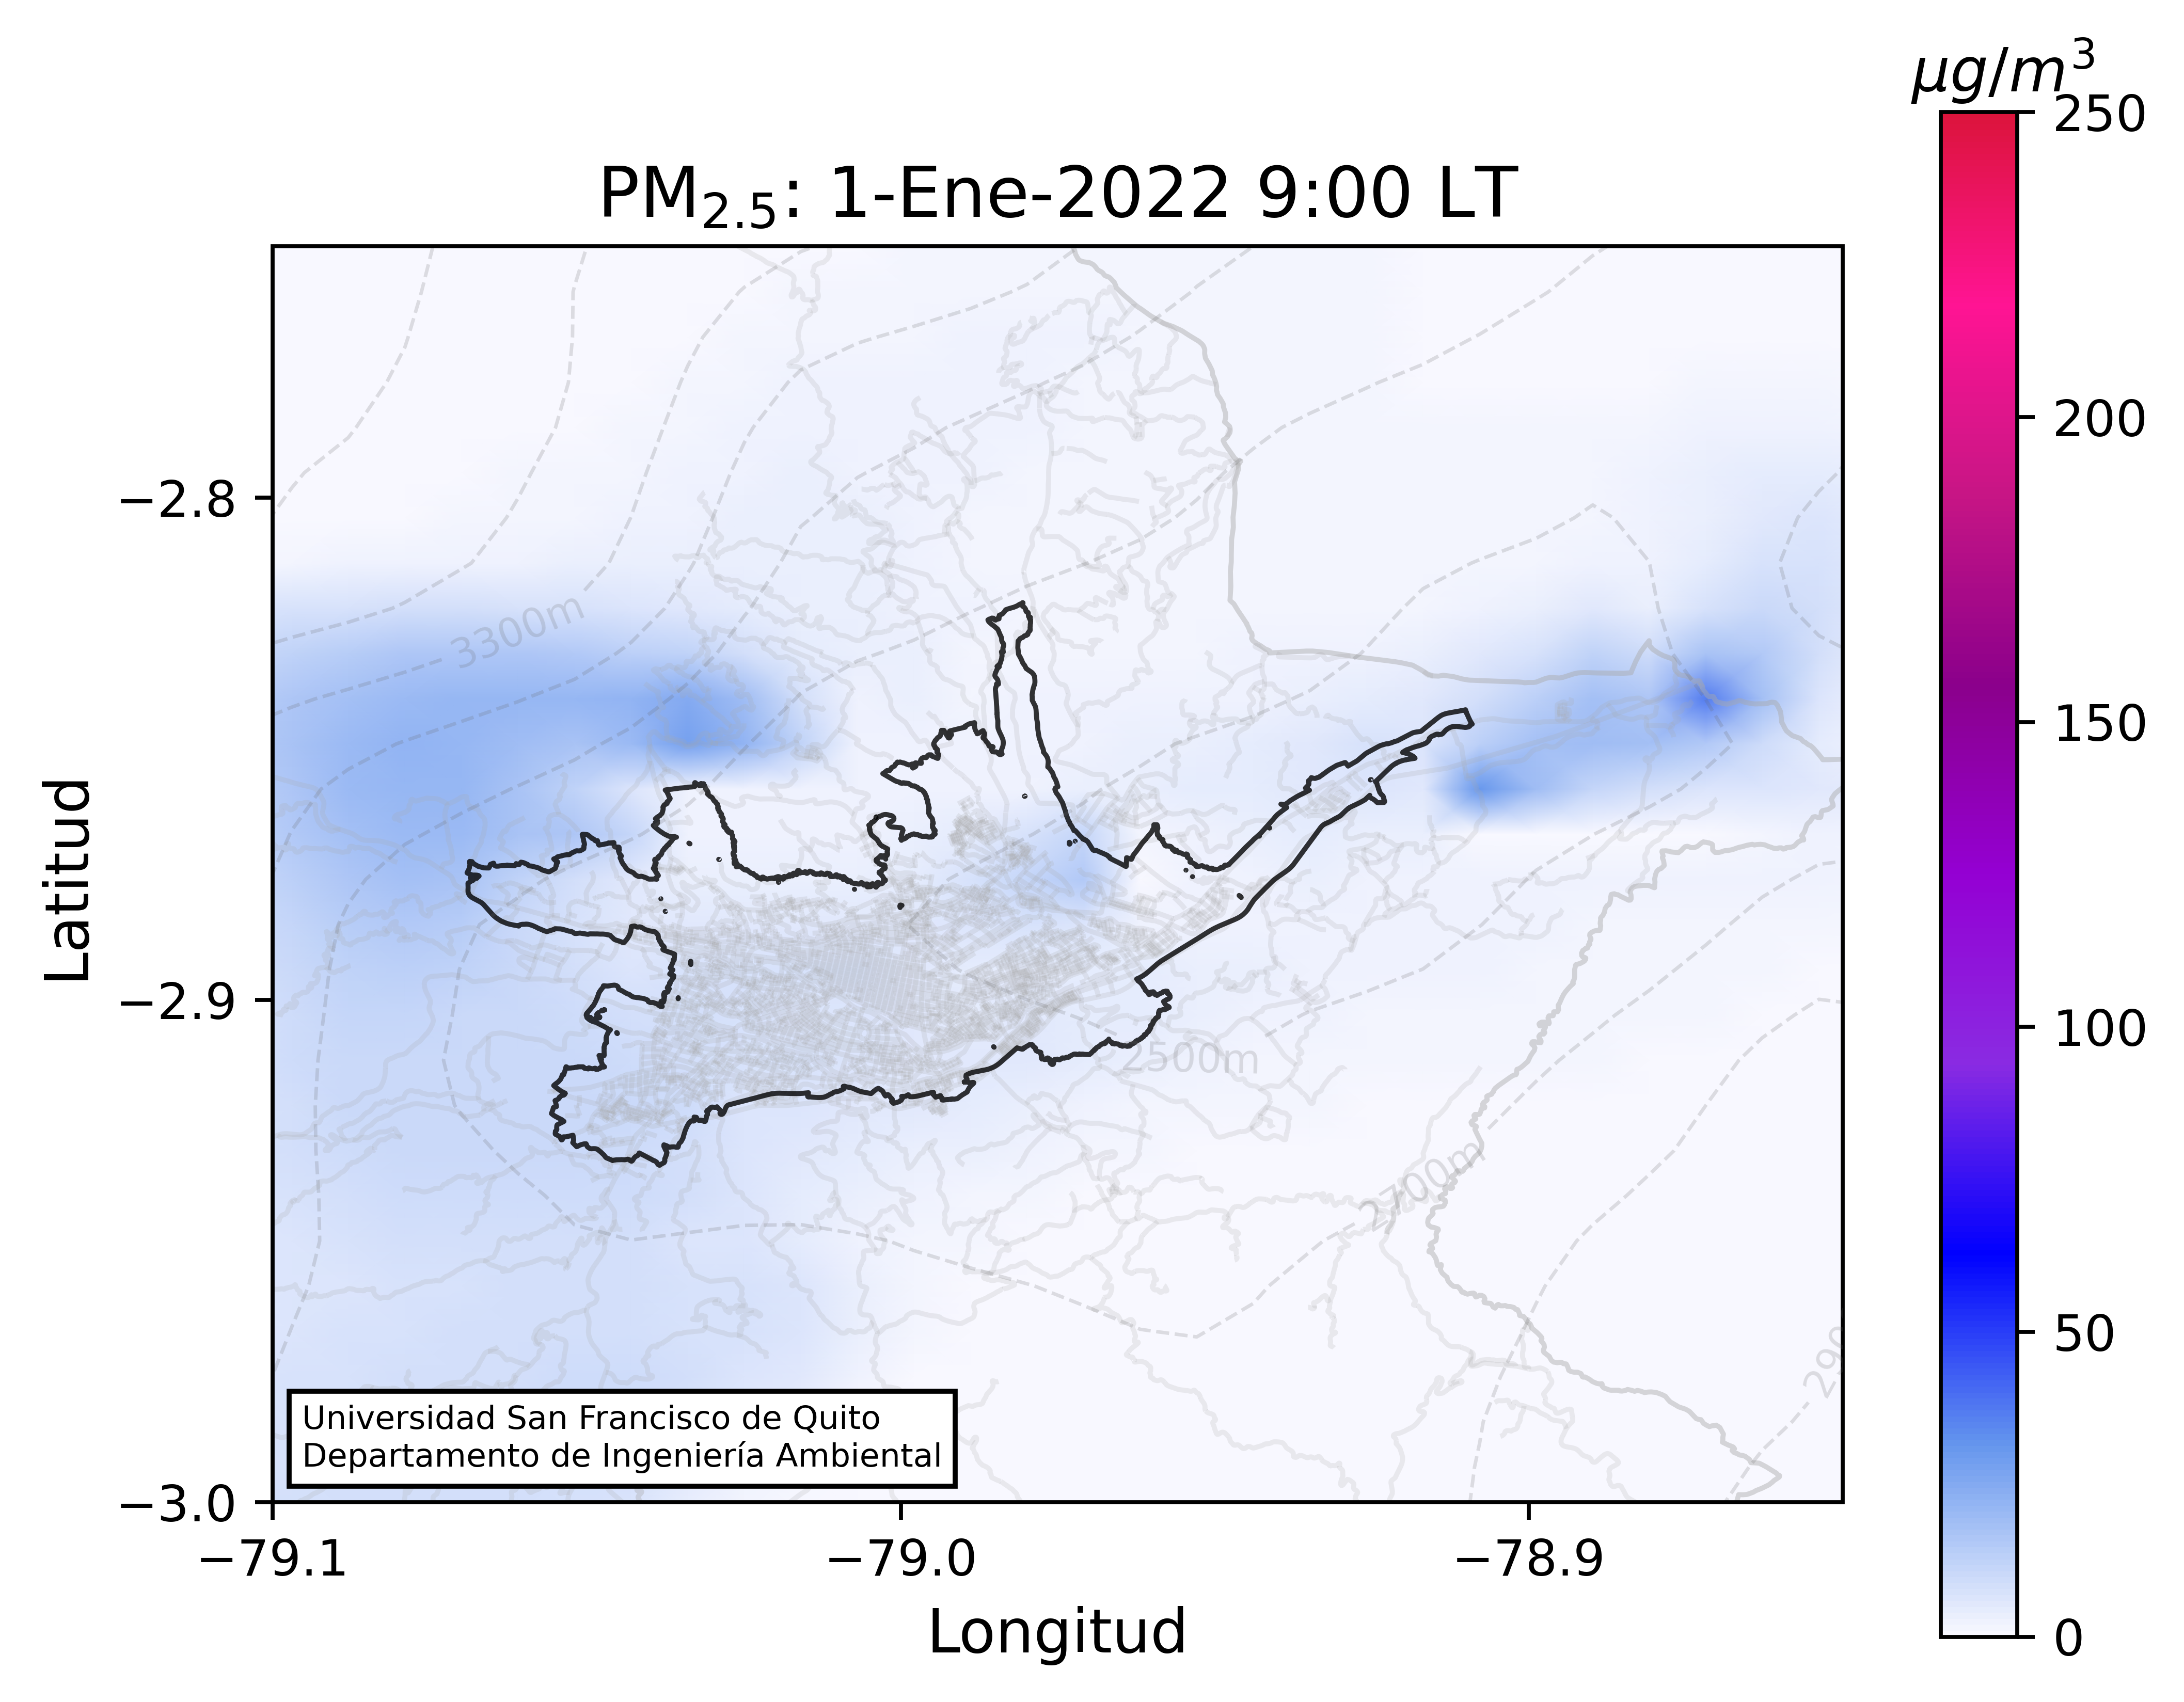 μg/m³
250
PM₂.₅: 1-Ene-2022 9:00 LT
200
−2.8
3300m
150
Latitud
100
−2.9
2500m
2700m
50
Universidad San Francisco de Quito
Departamento de Ingeniería Ambiental
−3.0
0
−79.1
−79.0
−78.9
Longitud